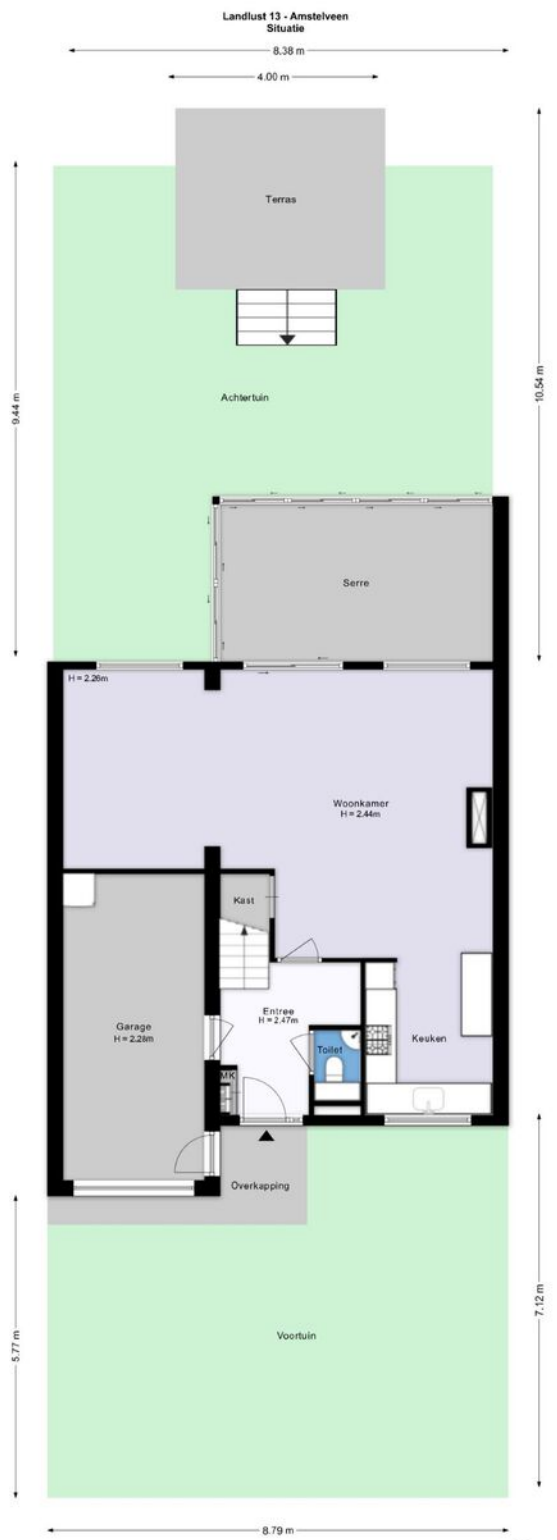 Landlust 13 - Amstelveen
Situatie
8.38 m
4.00 m
Terras
9.44 m
10.54 m
Achtertuin
Serre
H = 2.26m
Woonkamer
H = 2.44m
Kast
Entree
H = 2.47m
Garage
H = 2.28m
Toilet
Keuken
MK
Overkapping
7.12 m
5.77 m
Voortuin
8.79 m